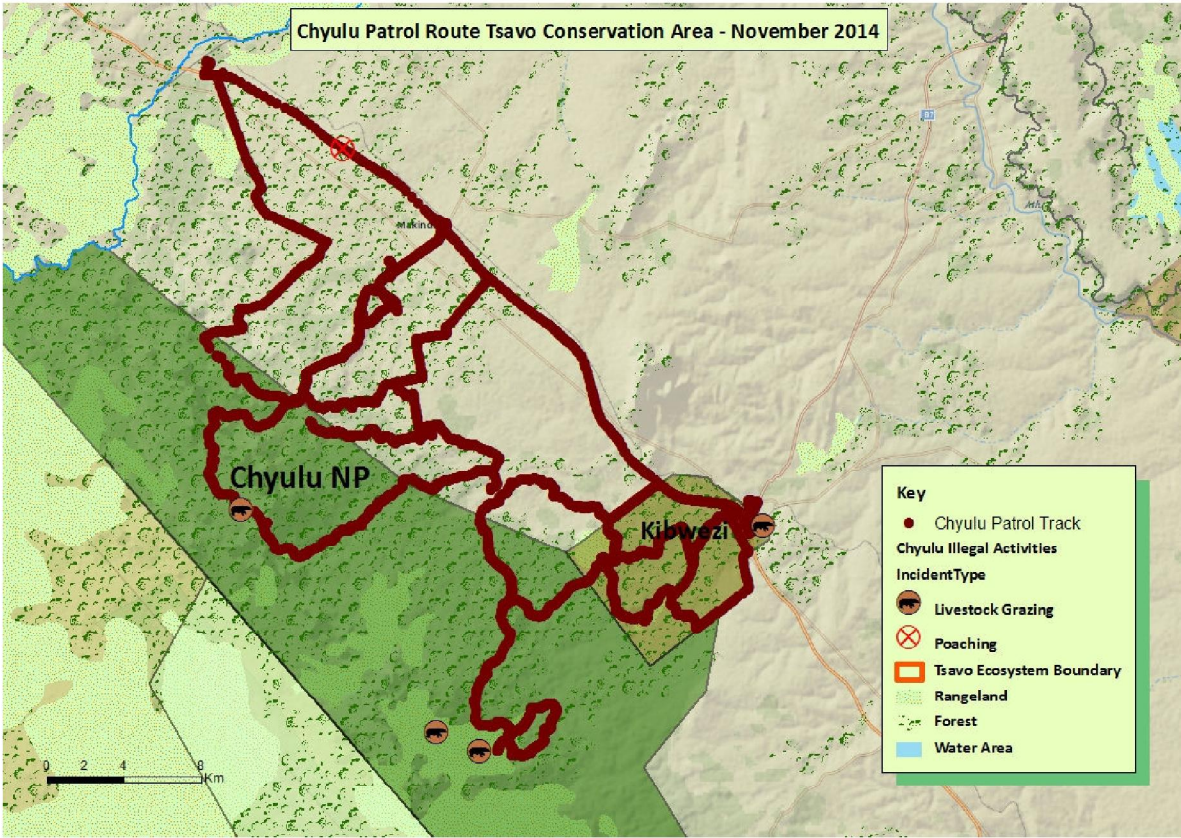 Chyulu Patrol Route Tsavo Conservation Area - November 2014
B7
Chyulu NP
Kibwezi
Key
Chyulu Patrol Track
Chyulu Illegal Activities
IncidentType
Livestock Grazing
Poaching
Tsavo Ecosystem Boundary
Rangeland
Forest
Water Area
0 2 4 8
Km